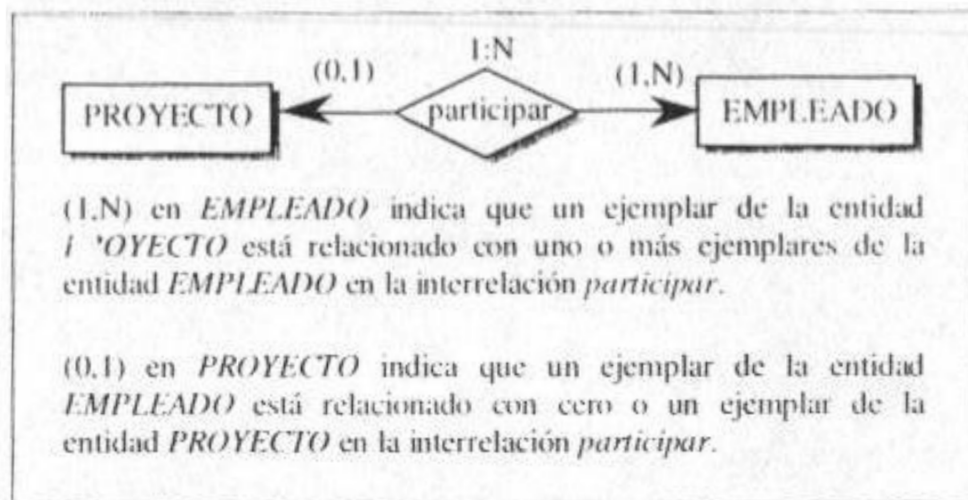 1:N
(0,1) (1,N)
PROYECTO participar EMPLEADO
(1,N) en EMPLEADO indica que un ejemplar de la entidad
está relacionado con uno o más ejemplares de la
entidad EMPLEADO en la interrelación participar.
(0,1) en PROYECTO indica que un ejemplar de la entidad
EMPLEADO está relacionado con cero o un ejemplar de la
entidad PROYECTO en la interrelación participar.